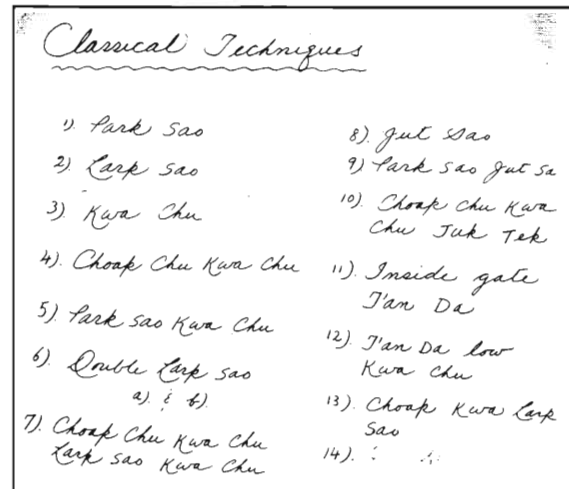 Classical Techniques
1). Park Sao
2). Larp Sao
3). Kwa Chu
4). Choap Chu Kwa Chu
5). Park Sao Kwa Chu
6). Double Larp Sao
a). & b).
7). Choap Chu Kwa Chu
Larp Sao Kwa Chu
8). Jut Sao
9) Park Sao Jut Sa
10). Choap Chu Kwa
Chu Juk Tek
11). Inside gate
T'an Da
12). T'an Da low
Kwa Chu
13). Choap Kwa Larp
Sao
14).